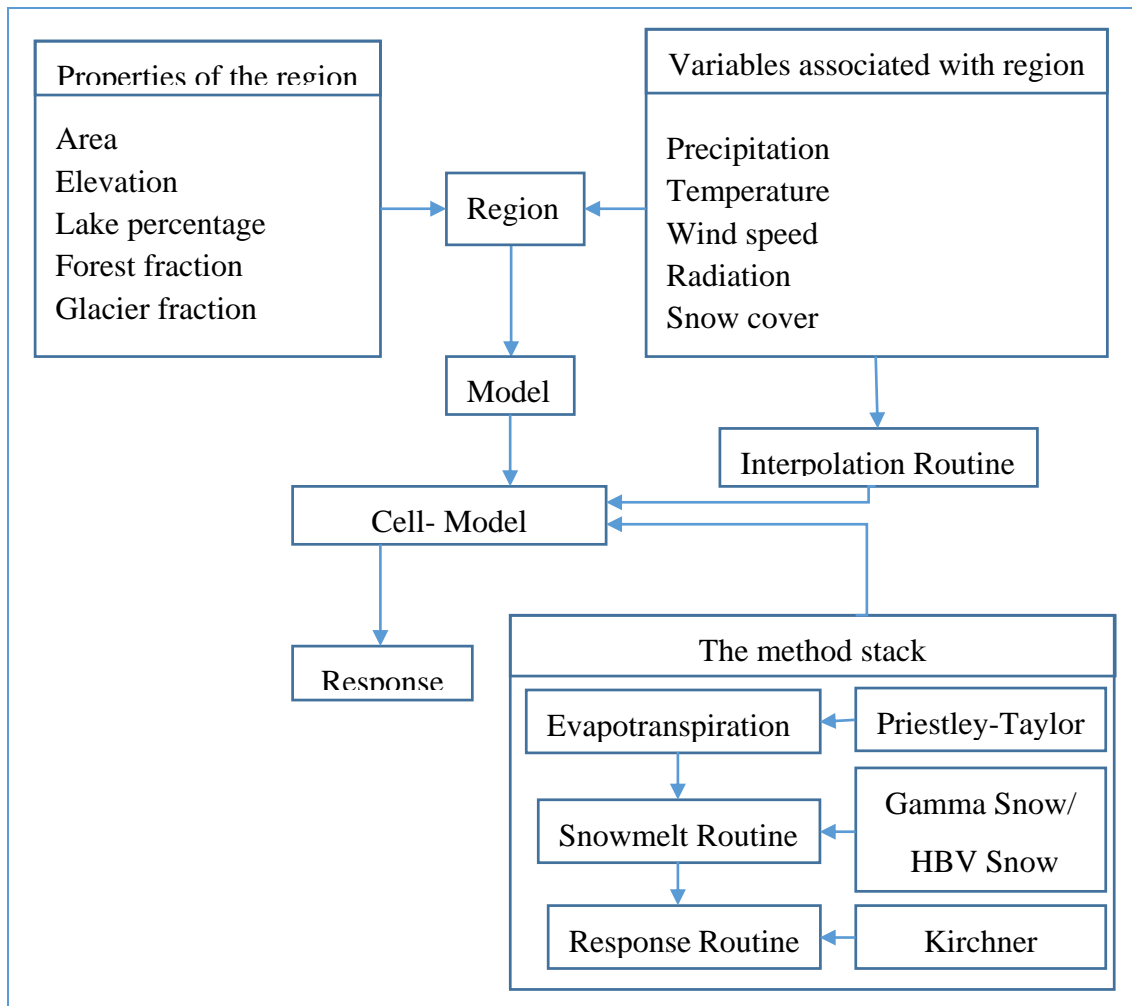 Properties of the region
Area
Elevation
Lake percentage
Forest fraction
Glacier fraction
Variables associated with region
Precipitation
Temperature
Wind speed
Radiation
Snow cover
Region
Model
Interpolation Routine
Cell- Model
Response
The method stack
Evapotranspiration
Priestley-Taylor
Snowmelt Routine
Gamma Snow/
HBV Snow
Response Routine
Kirchner